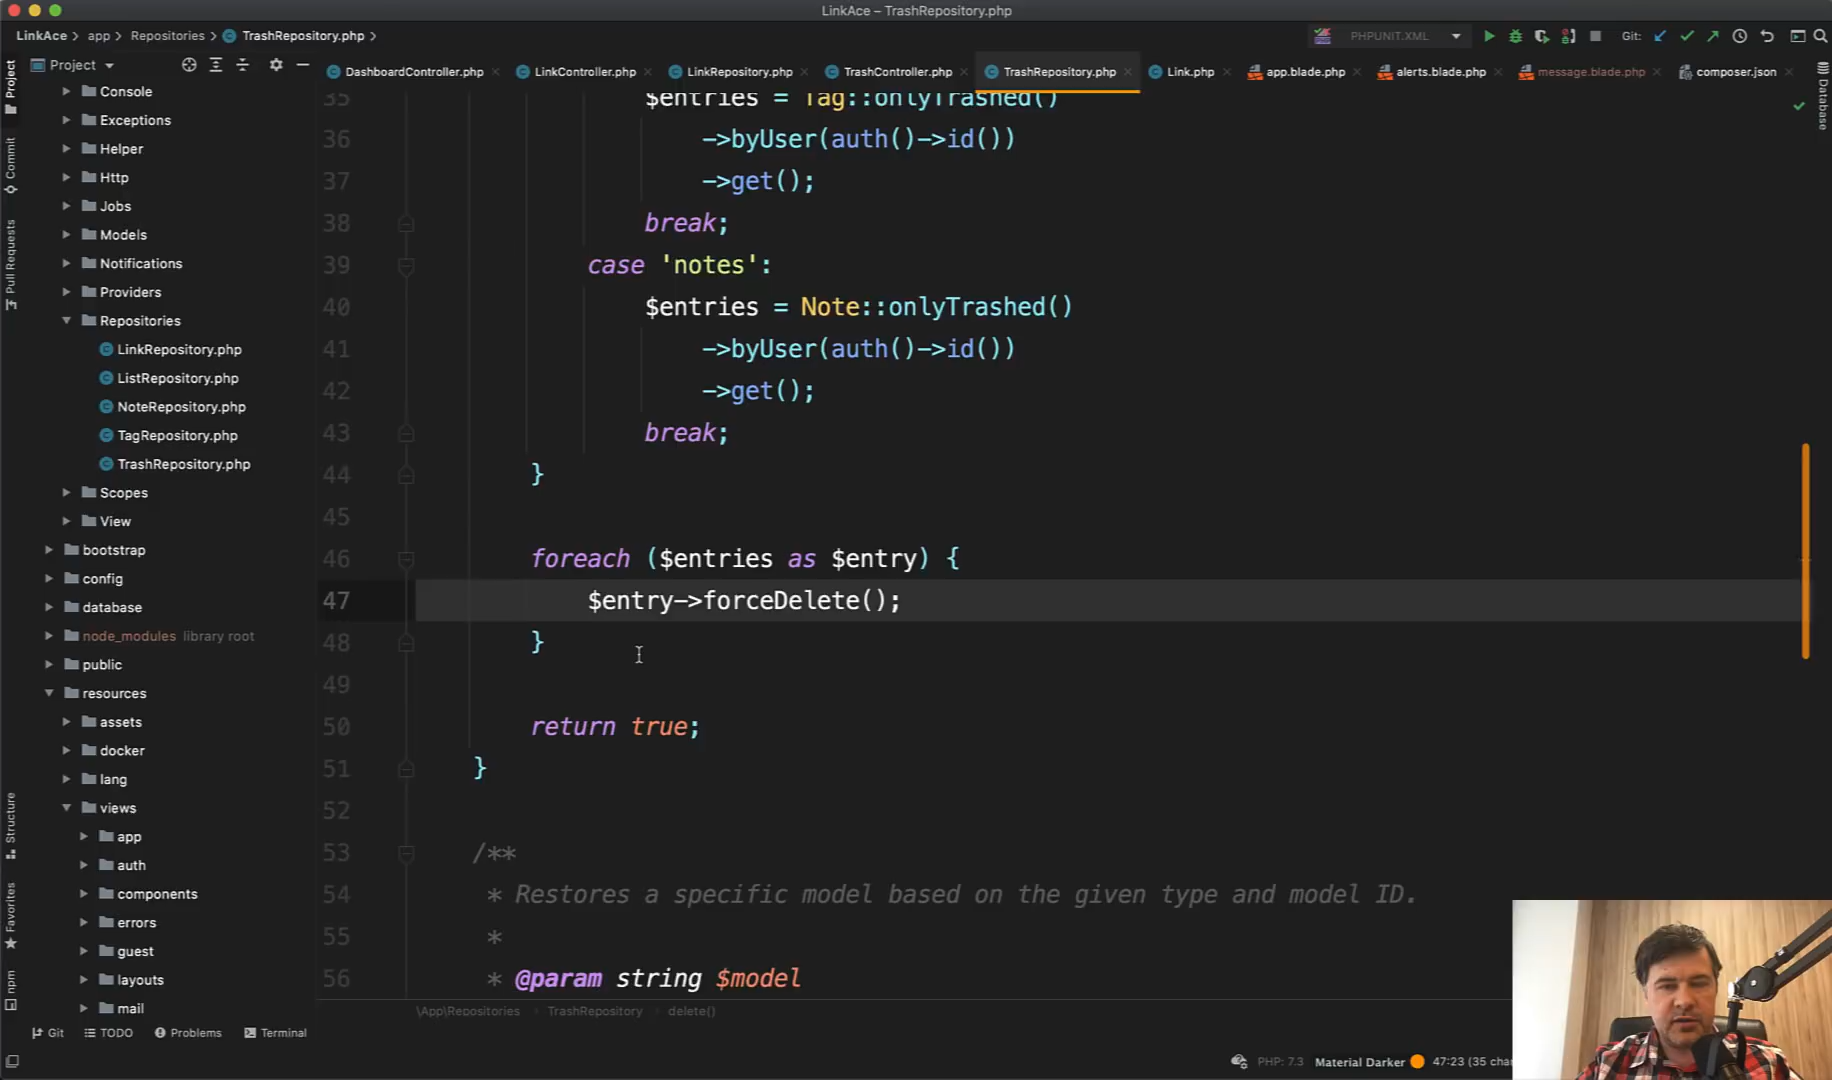 LinkAce – TrashRepository.php
LinkAce
app
Repositories
TrashRepository.php
PHPUNIT.XML
Git:
Project
DashboardController.php
LinkController.php
LinkRepository.php
TrashController.php
TrashRepository.php
Link.php
app.blade.php
alerts.blade.php
message.blade.php
composer.json
Project
Commit
Pull Requests
Structure
Favorites
npm
Database
Console
Exceptions
Helper
Http
Jobs
Models
Notifications
Providers
Repositories
LinkRepository.php
ListRepository.php
NoteRepository.php
TagRepository.php
TrashRepository.php
Scopes
View
bootstrap
config
database
node_modules library root
public
resources
assets
docker
lang
views
app
auth
components
errors
guest
layouts
mail
35 $entries = Tag::onlyTrashed()
36 ->byUser(auth()->id())
37 ->get();
38 break;
39 case 'notes':
40 $entries = Note::onlyTrashed()
41 ->byUser(auth()->id())
42 ->get();
43 break;
44 }
45
46 foreach ($entries as $entry) {
47 $entry->forceDelete();
48 }
49
50 return true;
51 }
52
53 /**
54 * Restores a specific model based on the given type and model ID.
55 *
56 * @param string $model
\App\Repositories
TrashRepository
delete()
Git
TODO
Problems
Terminal
PHP: 7.3
Material Darker
47:23 (35 char